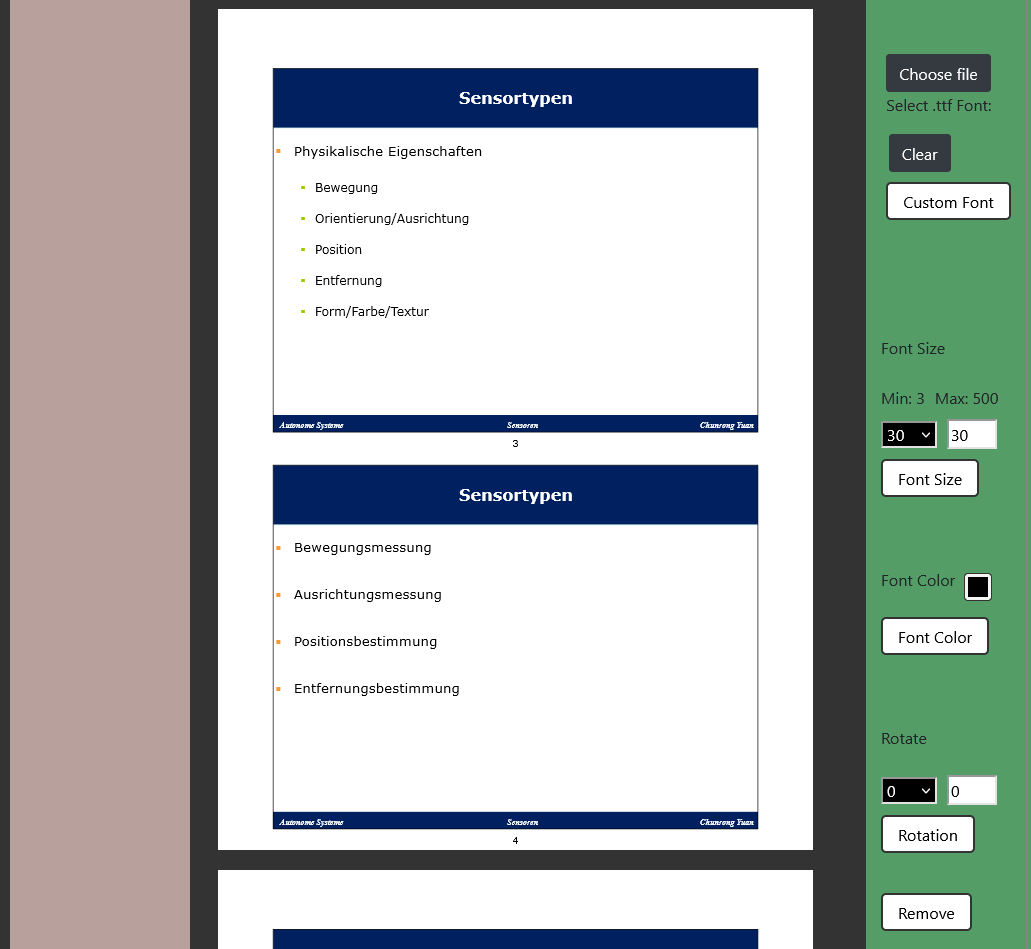 Sensortypen
Physikalische Eigenschaften
Bewegung
Orientierung/Ausrichtung
Position
Entfernung
Form/Farbe/Textur
Autonome Systeme Sensoren Chunrong Yuan
3
Sensortypen
Bewegungsmessung
Ausrichtungsmessung
Positionsbestimmung
Entfernungsbestimmung
Autonome Systeme Sensoren Chunrong Yuan
4
Choose file
Select .ttf Font:
Clear
Custom Font
Font Size
Min: 3 Max: 500
30 30
Font Size
Font Color
Font Color
Rotate
0 0
Rotation
Remove